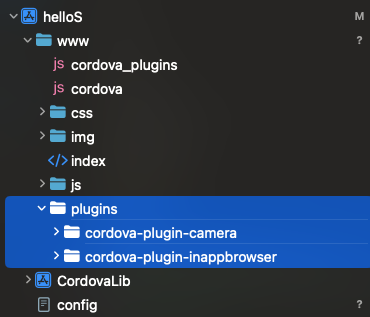 helloS M
www ?
js cordova_plugins
js cordova
css
img
</> index
js
plugins
cordova-plugin-camera
cordova-plugin-inappbrowser
CordovaLib
config ?